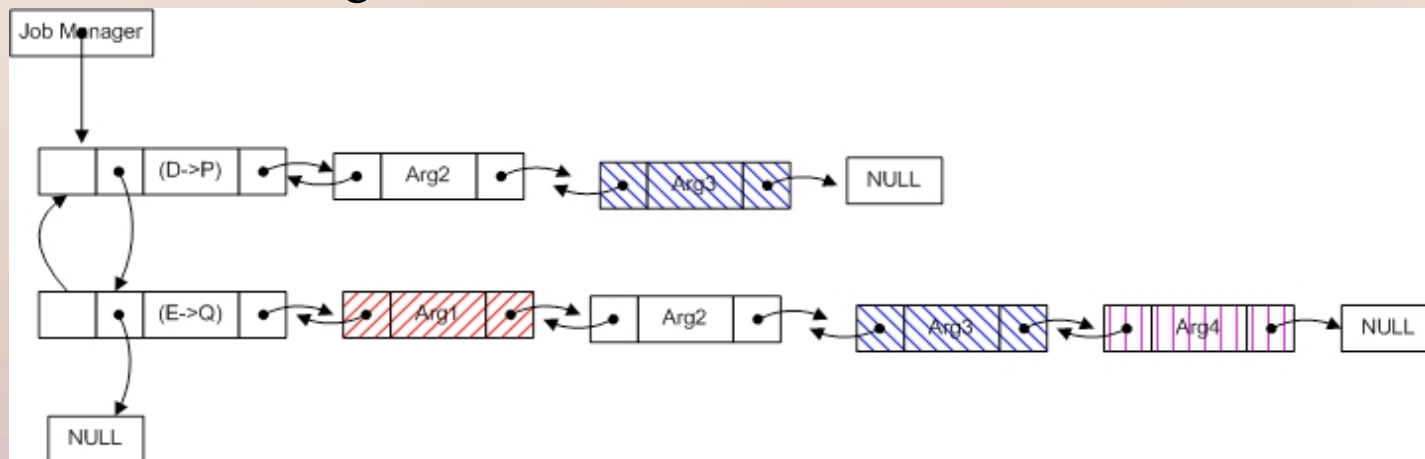 Job Manager
(D->P) Arg2 Arg3 NULL
(E->Q) Arg1 Arg2 Arg3 Arg4 NULL
NULL